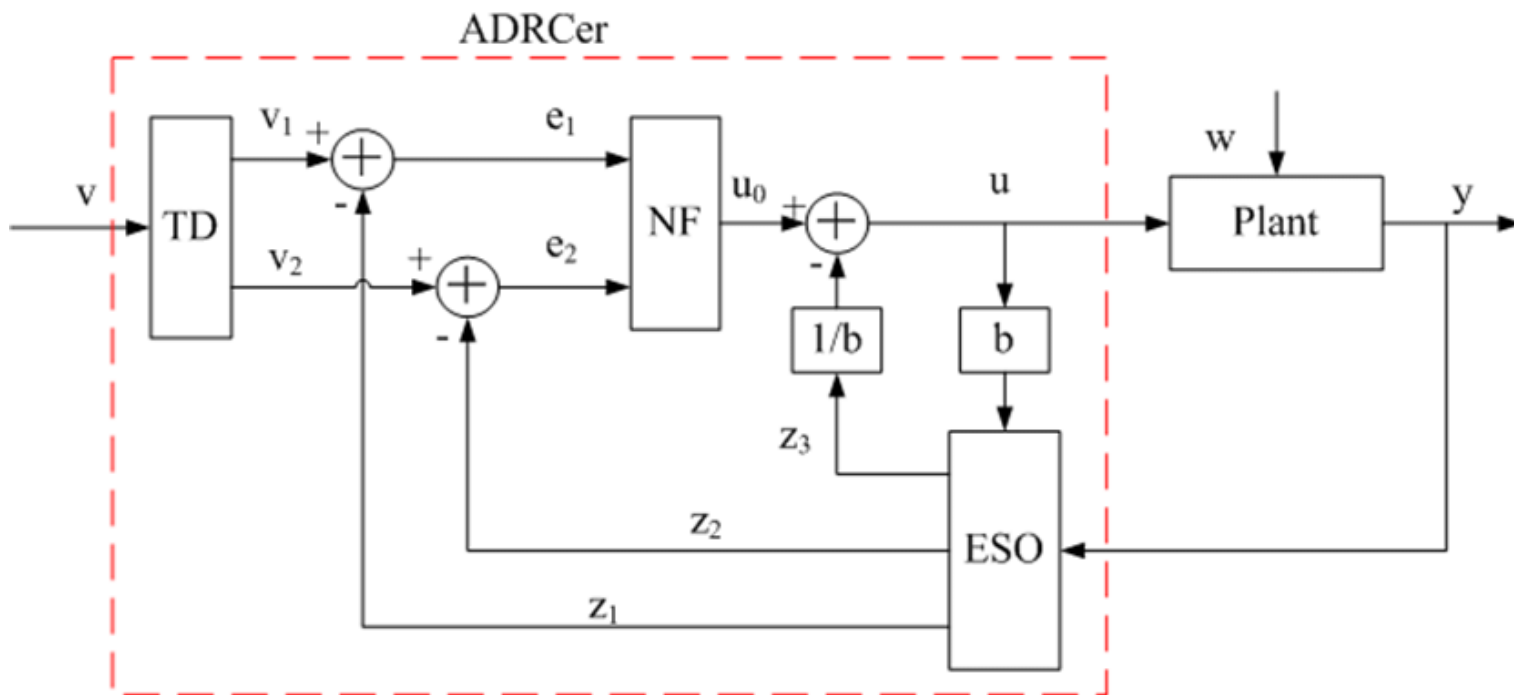 ADRCer
v
TD
v₁
+
-
e₁
v₂
+
-
e₂
NF
u₀
+
-
u
1/b
b
z₃
z₂
z₁
ESO
w
Plant
y